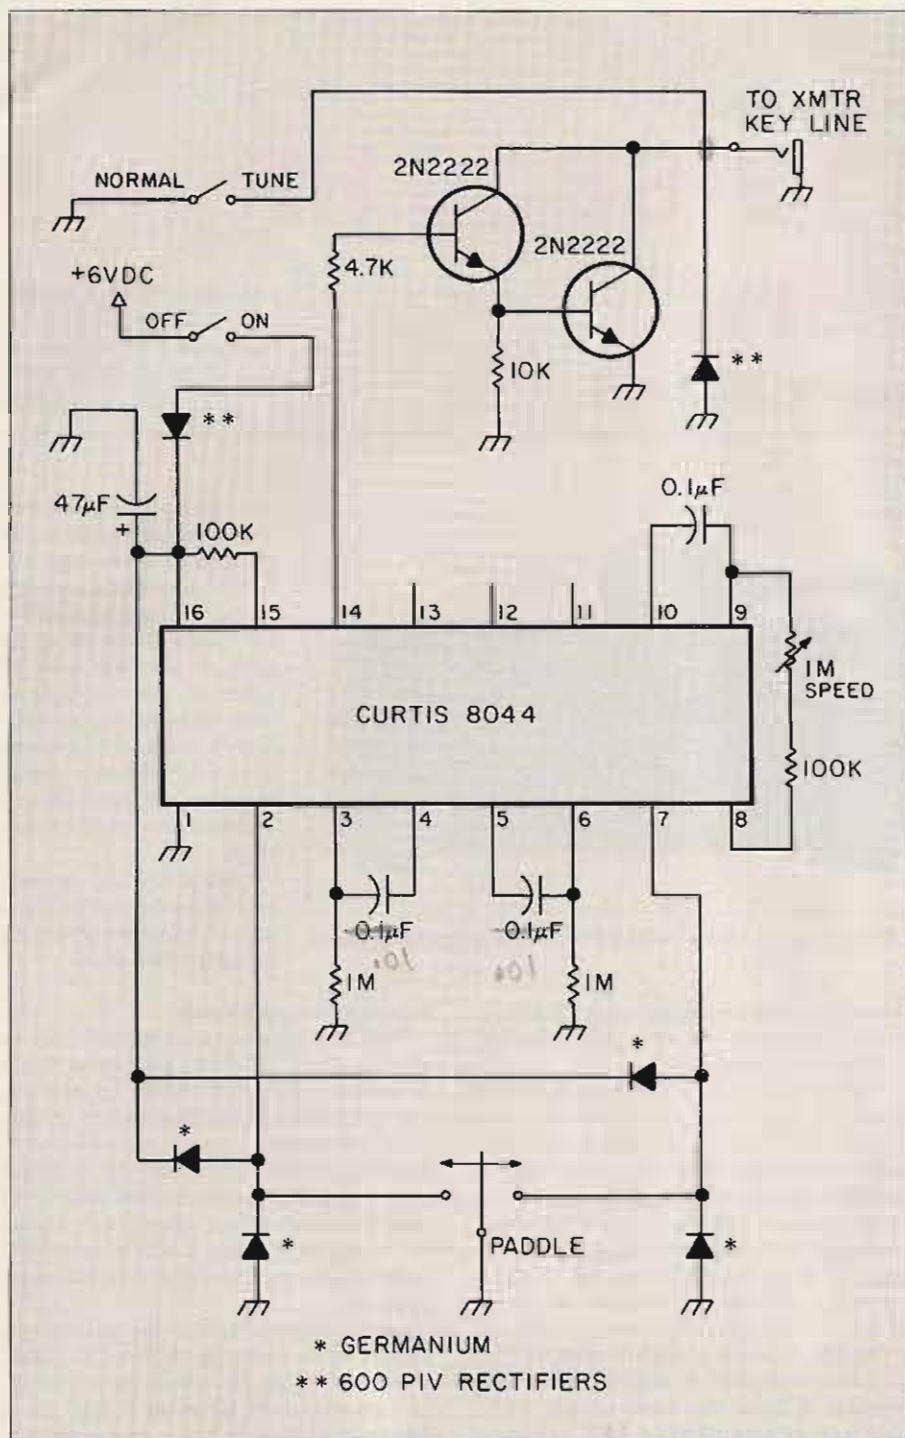 TO XMTR
KEY LINE
NORMAL TUNE
2N2222
2N2222
4.7K
+6VDC
OFF ON
10K
**
**
0.1µF
47µF
+
100K
16 15 14 13 12 11 10 9
1M
SPEED
CURTIS 8044
100K
1 2 3 4 5 6 7 8
0.1µF 0.1µF
.01 .01
1M 1M
*
*
PADDLE
* *
* GERMANIUM
** 600 PIV RECTIFIERS